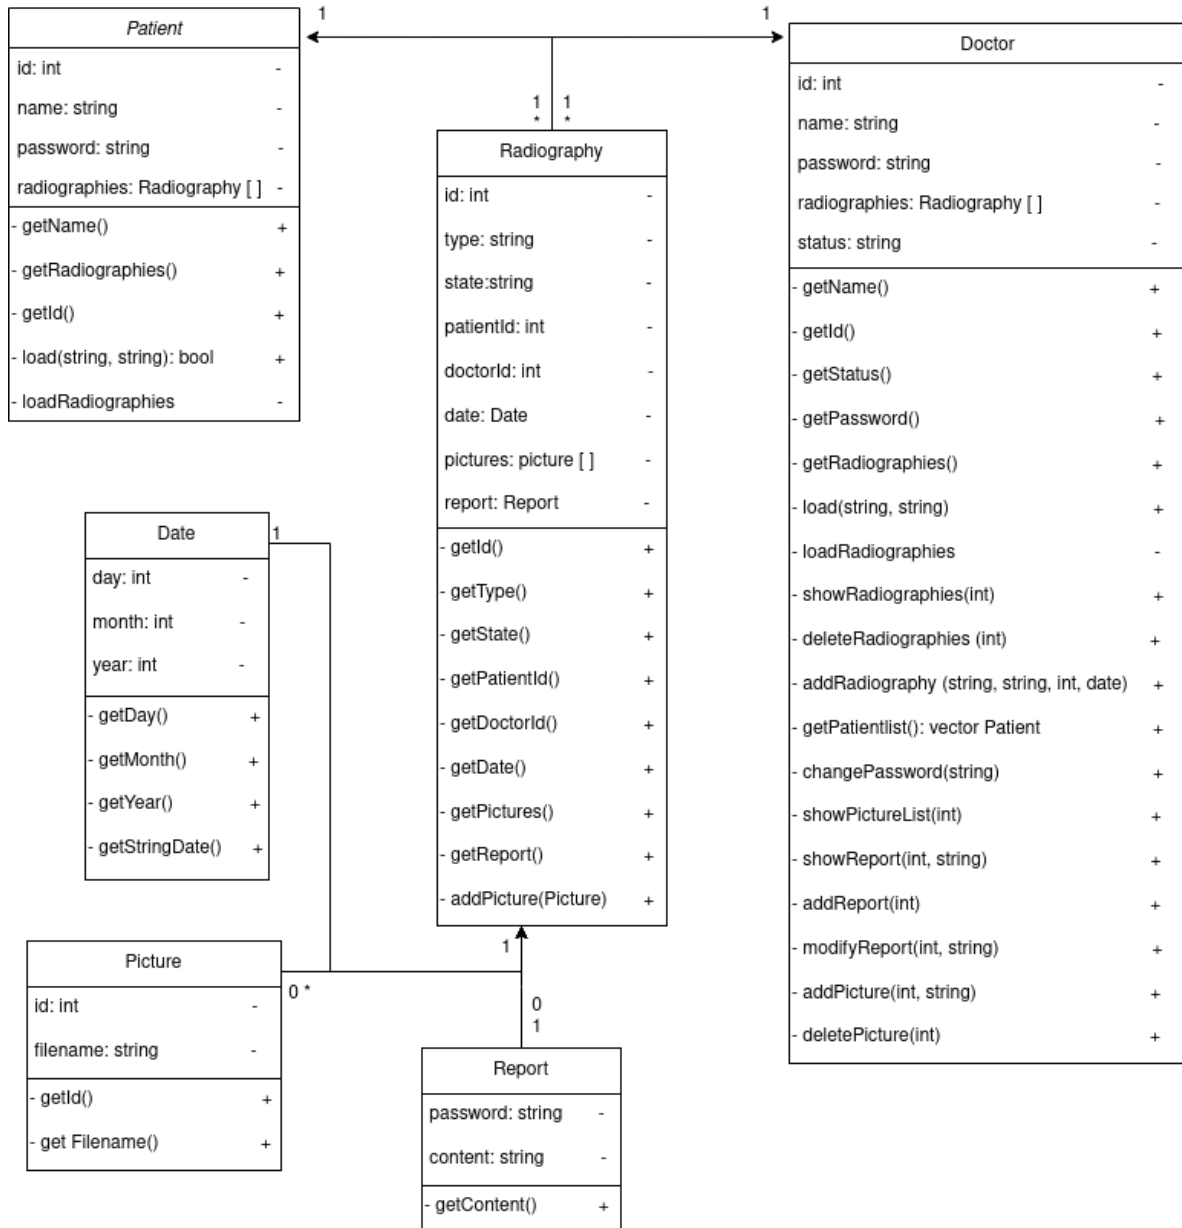 Patient
id: int -
name: string -
password: string -
radiographies: Radiography [ ] -
- getName() +
- getRadiographies() +
- getId() +
- load(string, string): bool +
- loadRadiographies -
1
1
1
*
1
*
Radiography
id: int -
type: string -
state:string -
patientId: int -
doctorId: int -
date: Date -
pictures: picture [ ] -
report: Report -
- getId() +
- getType() +
- getState() +
- getPatientId() +
- getDoctorId() +
- getDate() +
- getPictures() +
- getReport() +
- addPicture(Picture) +
Doctor
id: int -
name: string -
password: string -
radiographies: Radiography [ ] -
status: string -
- getName() +
- getId() +
- getStatus() +
- getPassword() +
- getRadiographies() +
- load(string, string) +
- loadRadiographies -
- showRadiographies(int) +
- deleteRadiographies (int) +
- addRadiography (string, string, int, date) +
- getPatientlist(): vector Patient +
- changePassword(string) +
- showPictureList(int) +
- showReport(int, string) +
- addReport(int) +
- modifyReport(int, string) +
- addPicture(int, string) +
- deletePicture(int) +
Date
1
day: int -
month: int -
year: int -
- getDay() +
- getMonth() +
- getYear() +
- getStringDate() +
Picture
id: int -
filename: string -
- getId() +
- get Filename() +
0 *
1
0
1
Report
password: string -
content: string -
- getContent() +